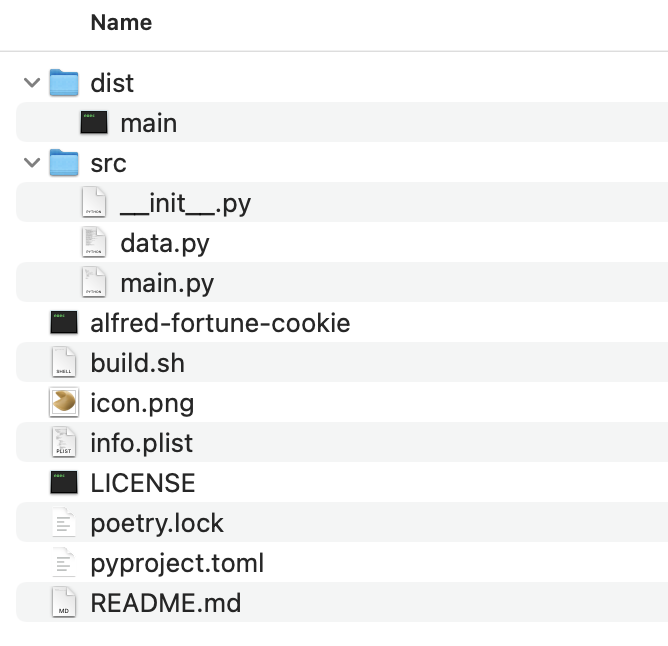 Name
dist
main
src
__init__.py
data.py
main.py
alfred-fortune-cookie
build.sh
icon.png
info.plist
LICENSE
poetry.lock
pyproject.toml
README.md